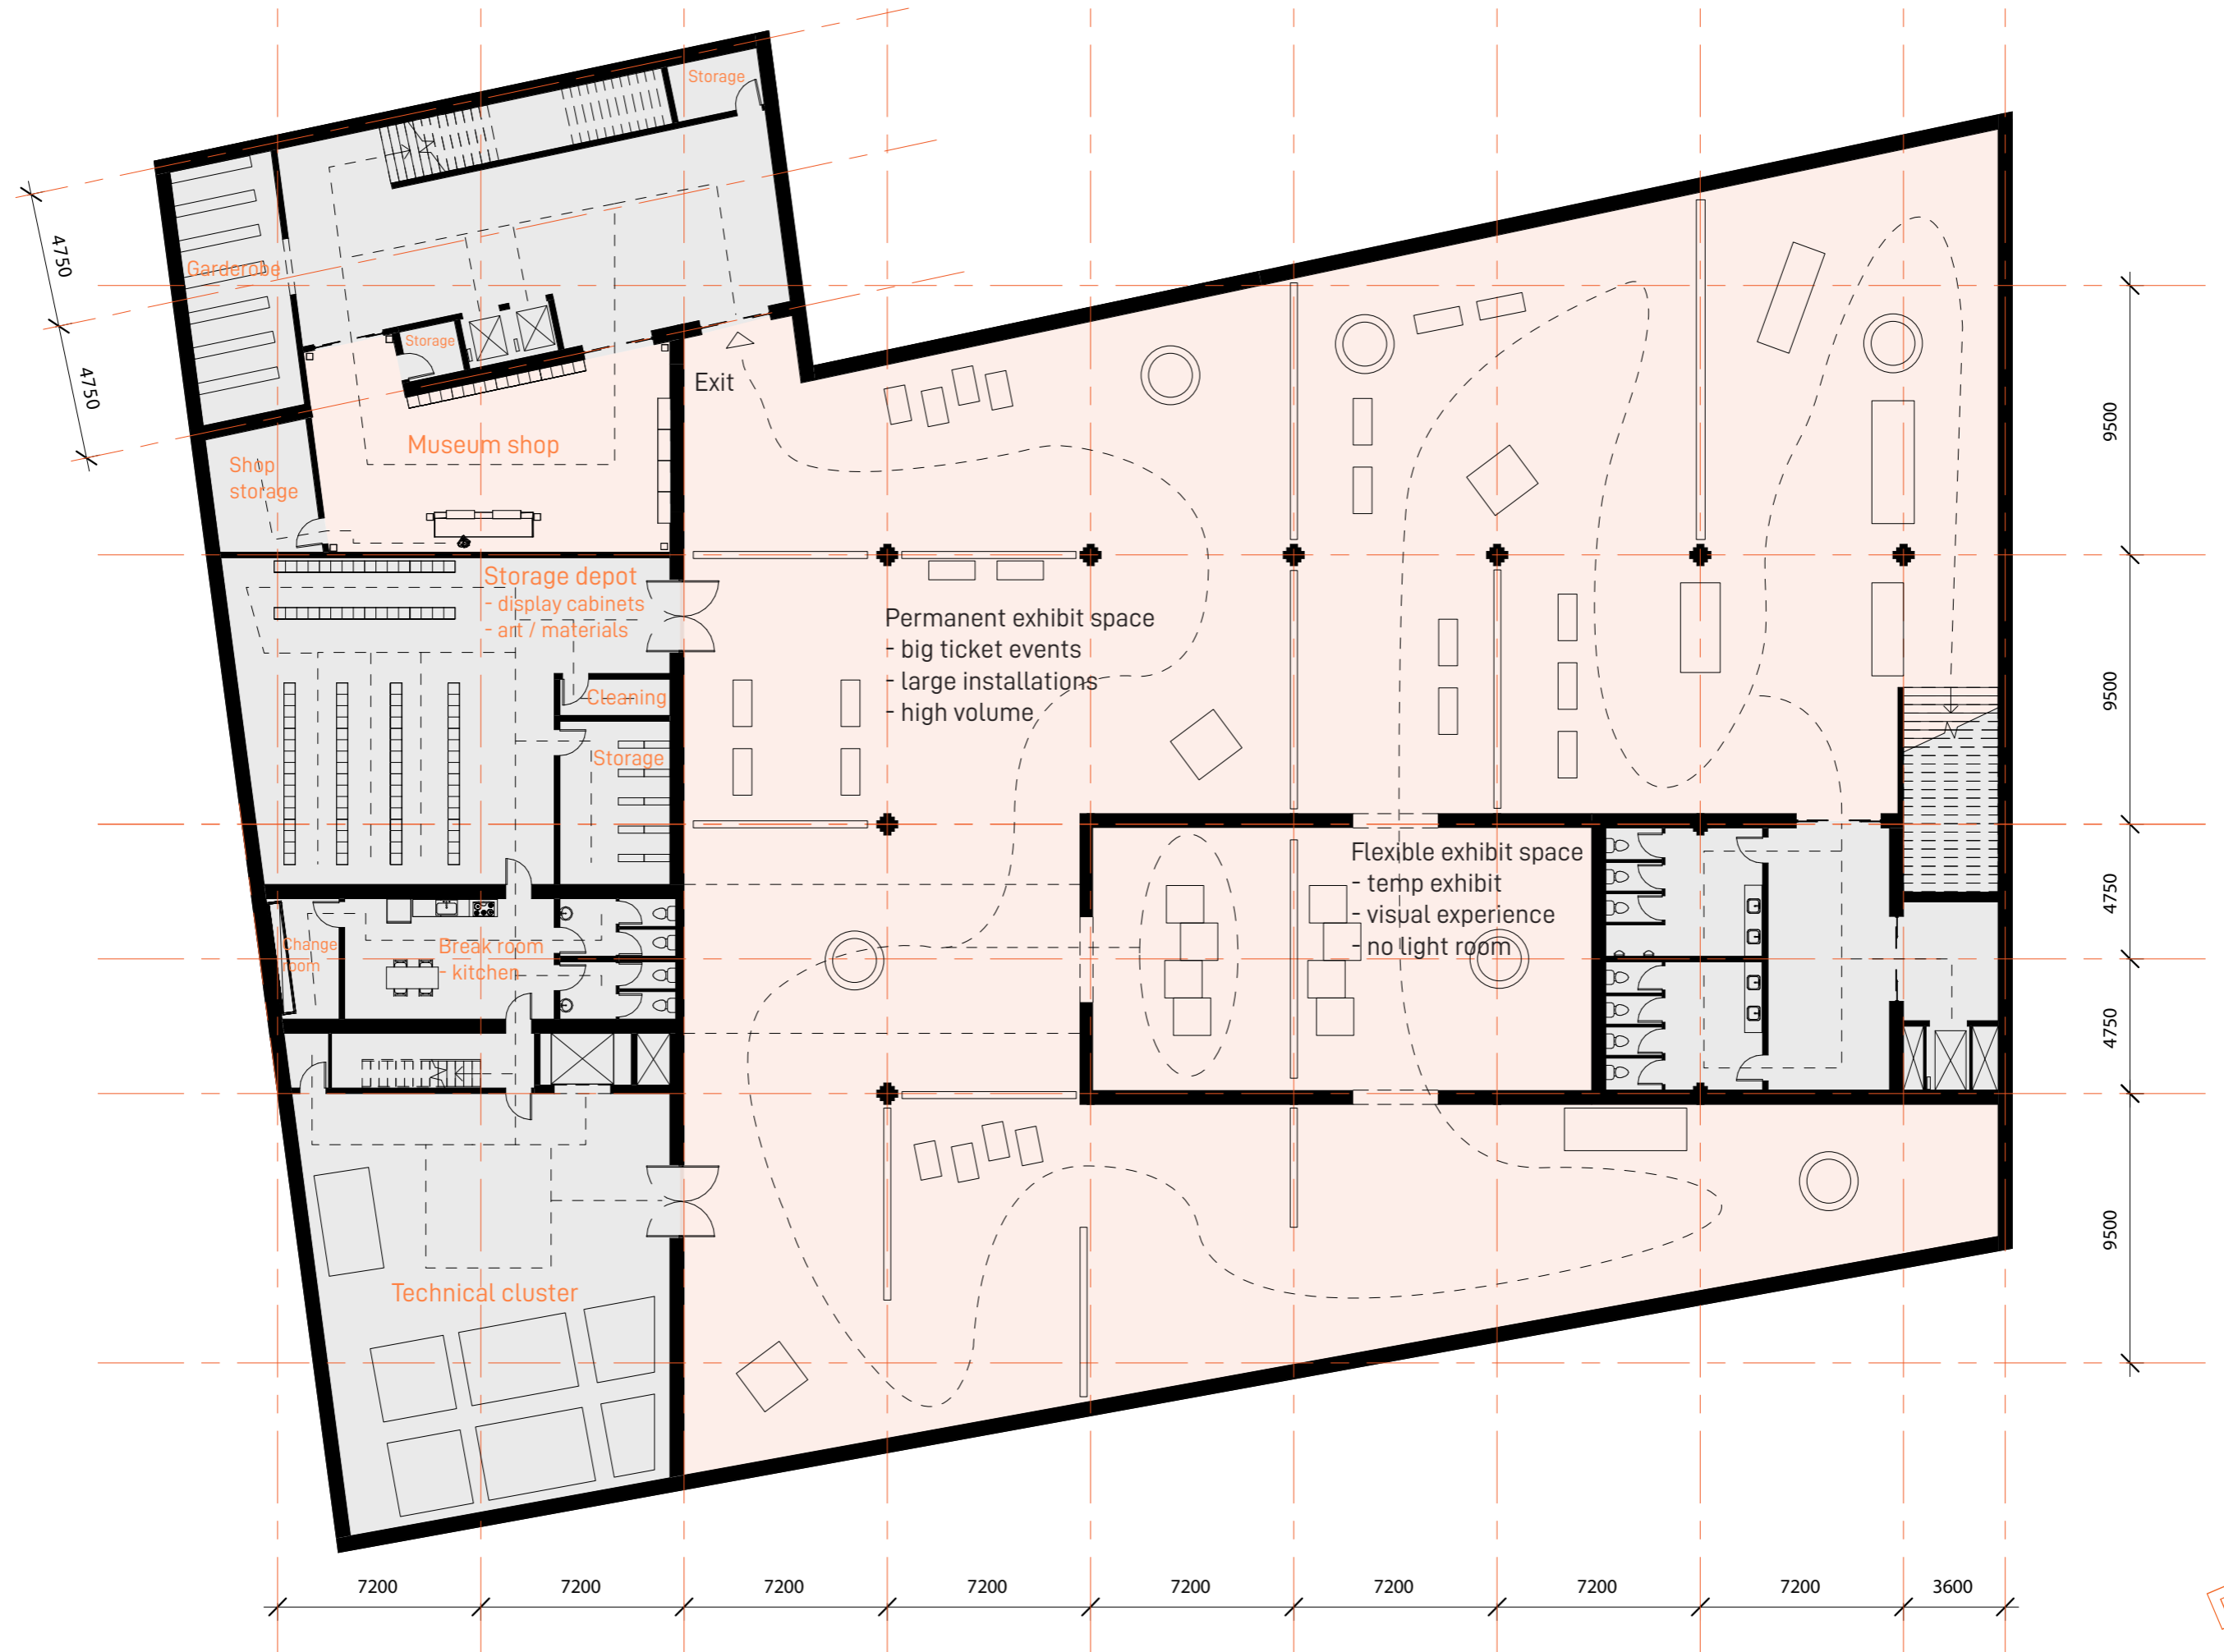 Storage
4750
Garderobe
Storage
4750
Exit
9500
Museum shop
Shop
storage
Storage depot
- display cabinets
- art / materials
Permanent exhibit space
- big ticket events
- large installations
- high volume
9500
Cleaning
Storage
Flexible exhibit space
- temp exhibit
- visual experience
- no light room
4750
Change
room
Break room
- kitchen
4750
9500
Technical cluster
7200
7200
7200
7200
7200
7200
7200
7200
3600